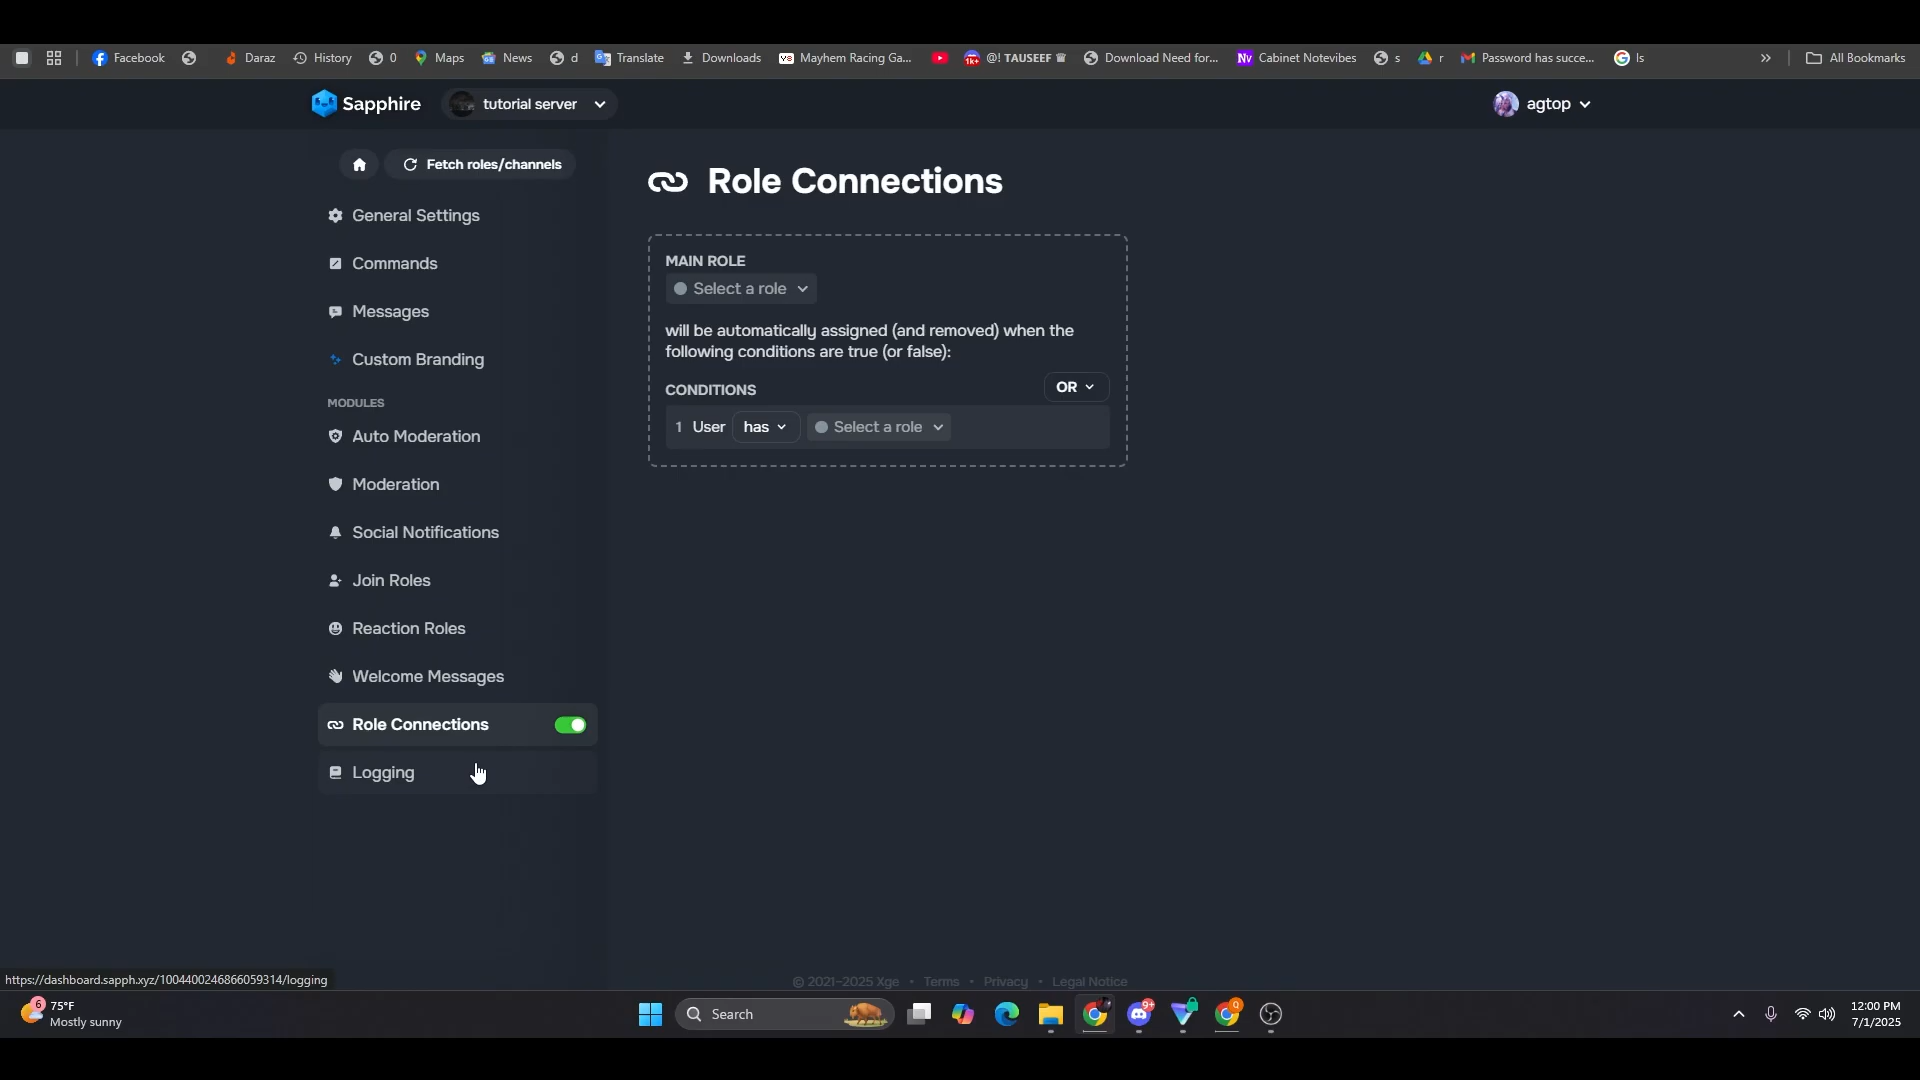 Facebook
Daraz
History
0
Maps
News
d
Translate
Downloads
Mayhem Racing Ga...
1k+
@! TAUSEEF ♕
Download Need for...
Nv
Cabinet Notevibes
s
r
Password has succe...
ls
»
All Bookmarks
Sapphire
tutorial server
agtop
Fetch roles/channels
General Settings
Commands
Messages
Custom Branding
MODULES
Auto Moderation
Moderation
Social Notifications
Join Roles
Reaction Roles
Welcome Messages
Role Connections
Logging
Role Connections
MAIN ROLE
Select a role
will be automatically assigned (and removed) when the
following conditions are true (or false):
CONDITIONS
OR
1 User has Select a role
© 2021–2025 Xge • Terms • Privacy • Legal Notice
https://dashboard.sapph.xyz/1004400246866059314/logging
6
75°F
Mostly sunny
Search
9+
12:00 PM
7/1/2025